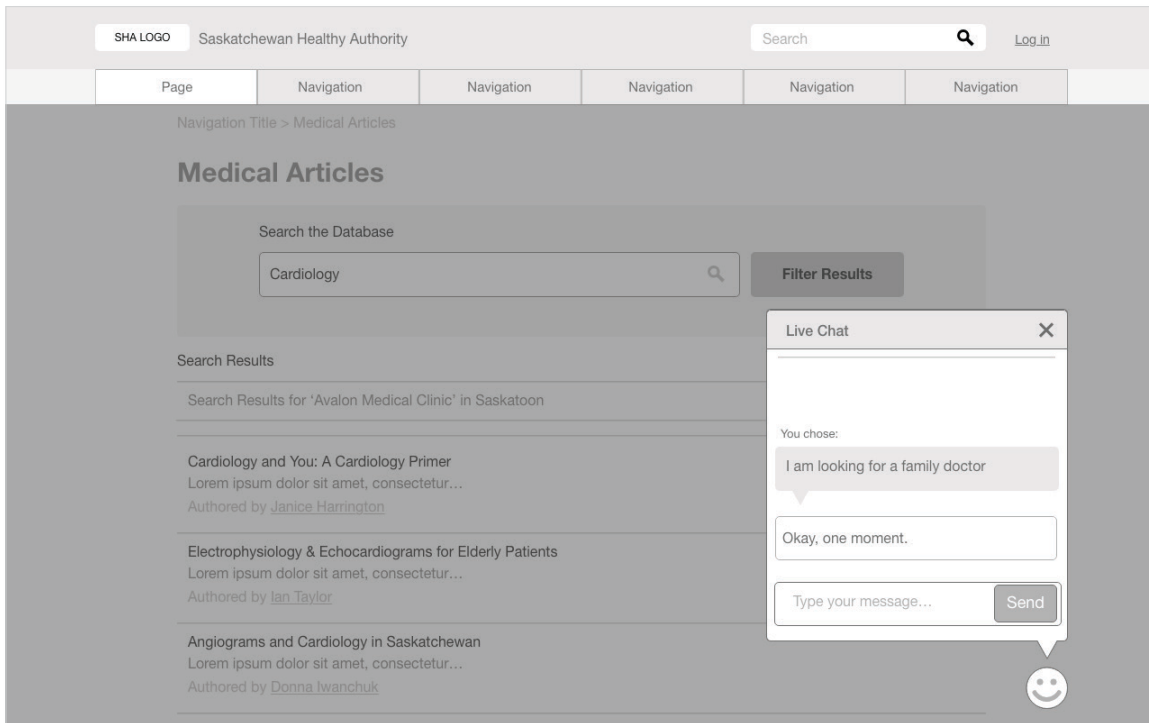 SHA LOGO
Saskatchewan Healthy Authority
Search
Log in
Page
Navigation
Navigation
Navigation
Navigation
Navigation
Navigation Title > Medical Articles
Medical Articles
Search the Database
Cardiology
Filter Results
Search Results
Search Results for ‘Avalon Medical Clinic’ in Saskatoon
Cardiology and You: A Cardiology Primer
Lorem ipsum dolor sit amet, consectetur…
Authored by Janice Harrington
Electrophysiology & Echocardiograms for Elderly Patients
Lorem ipsum dolor sit amet, consectetur…
Authored by Ian Taylor
Angiograms and Cardiology in Saskatchewan
Lorem ipsum dolor sit amet, consectetur…
Authored by Donna Iwanchuk
Live Chat
You chose:
I am looking for a family doctor
Okay, one moment.
Type your message…
Send